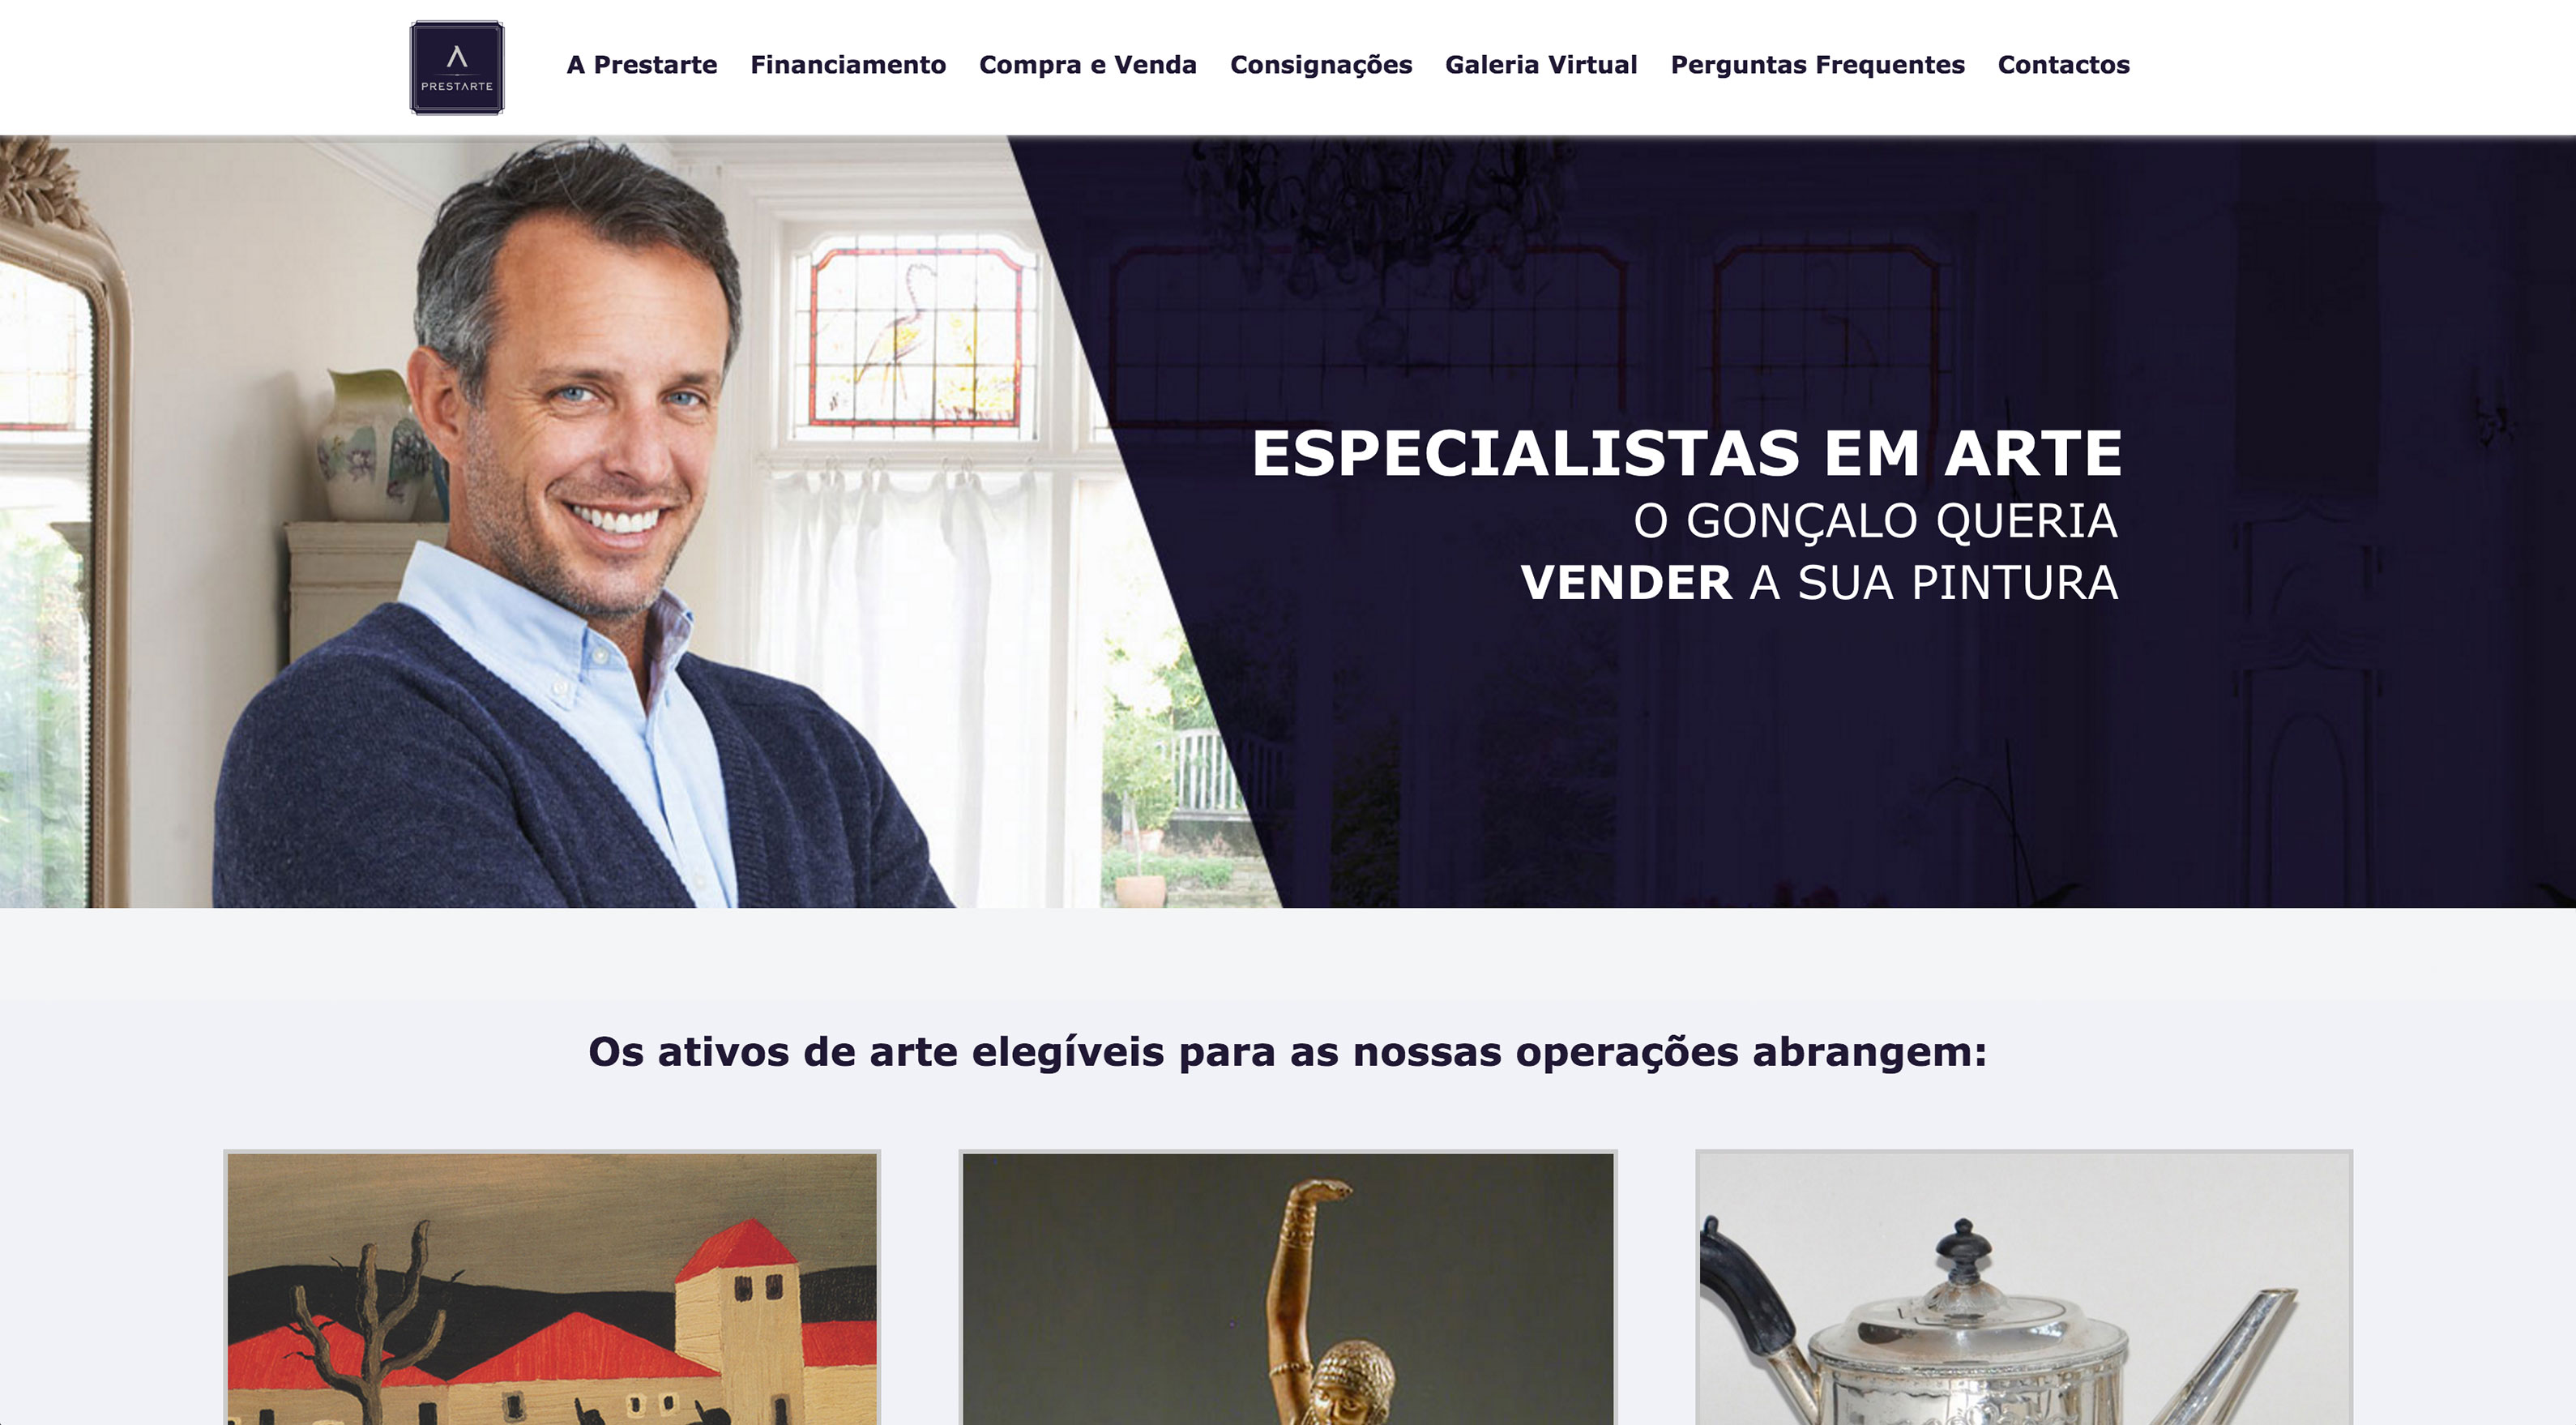 PRESTARTE
A Prestarte Financiamento Compra e Venda Consignações Galeria Virtual Perguntas Frequentes Contactos
ESPECIALISTAS EM ARTE
O GONÇALO QUERIA
VENDER A SUA PINTURA
Os ativos de arte elegíveis para as nossas operações abrangem: